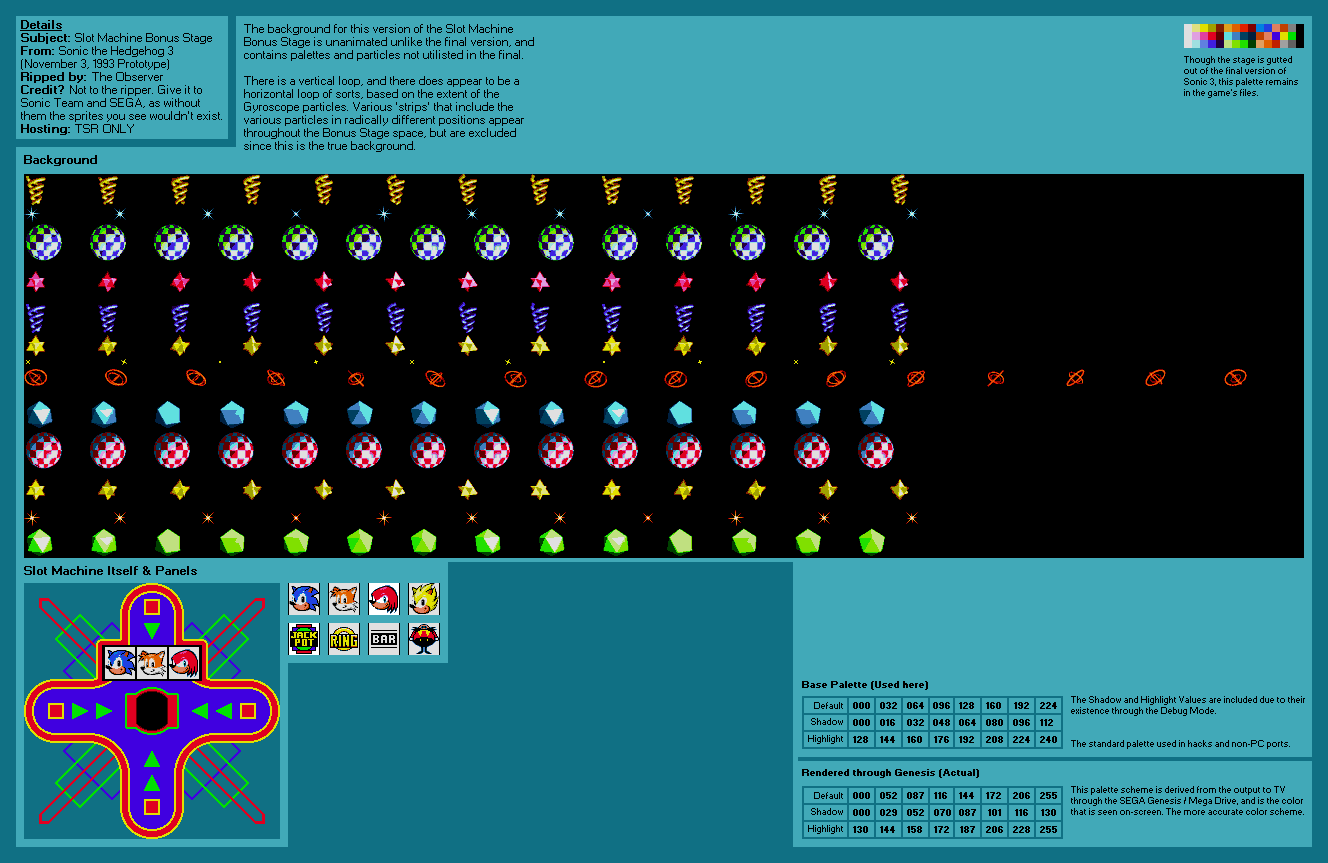 Details
Subject: Slot Machine Bonus Stage
From: Sonic the Hedgehog 3
(November 3, 1993 Prototype)
Ripped by: The Observer
Credit? Not to the ripper. Give it to
Sonic Team and SEGA, as without
them the sprites you see wouldn't exist.
Hosting: TSR ONLY
The background for this version of the Slot Machine
Bonus Stage is unanimated unlike the final version, and
contains palettes and particles not utilisted in the final.
There is a vertical loop, and there does appear to be a
horizontal loop of sorts, based on the extent of the
Gyroscope particles. Various 'strips' that include the
various particles in radically different positions appear
throughout the Bonus Stage space, but are excluded
since this is the true background.
Though the stage is gutted
out of the final version of
Sonic 3, this palette remains
in the game's files.
Background
Slot Machine Itself & Panels
JACK
POT
RING
BAR
Base Palette (Used here)
Default 000 032 064 096 128 160 192 224
Shadow 000 016 032 048 064 080 096 112
Highlight 128 144 160 176 192 208 224 240
The Shadow and Highlight Values are included due to their
existence through the Debug Mode.
The standard palette used in hacks and non-PC ports.
Rendered through Genesis (Actual)
Default 000 052 087 116 144 172 206 255
Shadow 000 029 052 070 087 101 116 130
Highlight 130 144 158 172 187 206 228 255
This palette scheme is derived from the output to TV
through the SEGA Genesis / Mega Drive, and is the color
that is seen on-screen. The more accurate color scheme.